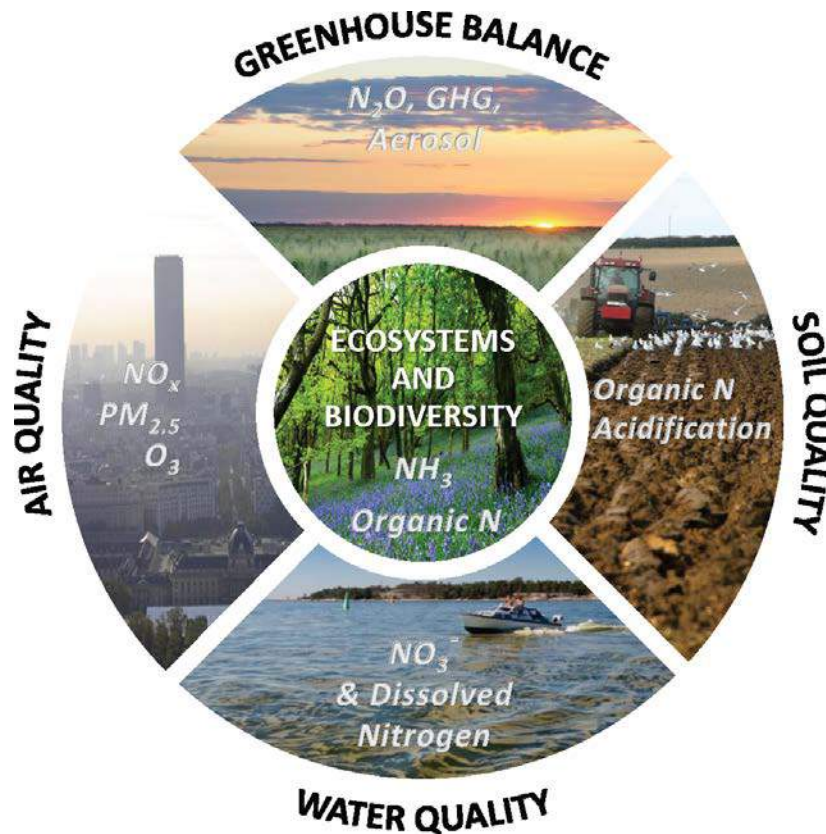 GREENHOUSE BALANCE
N₂O, GHG,
Aerosol
AIR QUALITY
NOₓ
PM₂.₅
O₃
ECOSYSTEMS
AND
BIODIVERSITY
NH₃
Organic N
SOIL QUALITY
Organic N
Acidification
NO₃⁻
& Dissolved
Nitrogen
WATER QUALITY